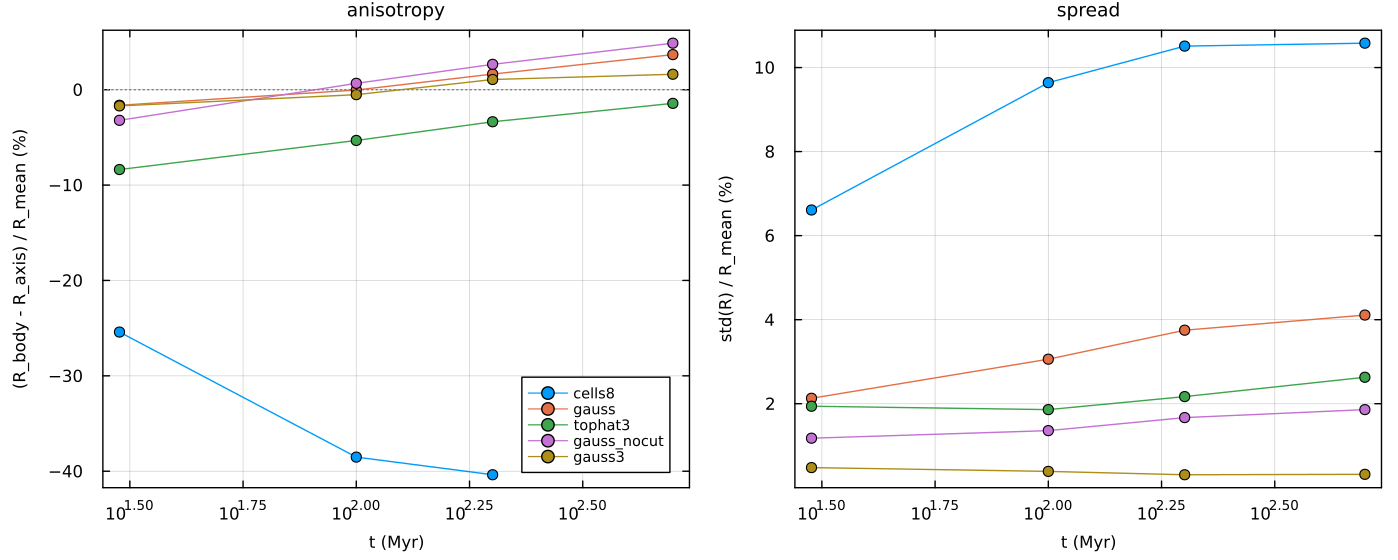 anisotropy
(R_body - R_axis) / R_mean (%)
0
−10
−20
−30
−40
cells8
gauss
tophat3
gauss_nocut
gauss3
10^1.50
10^1.75
10^2.00
10^2.25
10^2.50
t (Myr)
spread
std(R) / R_mean (%)
10
8
6
4
2
10^1.50
10^1.75
10^2.00
10^2.25
10^2.50
t (Myr)